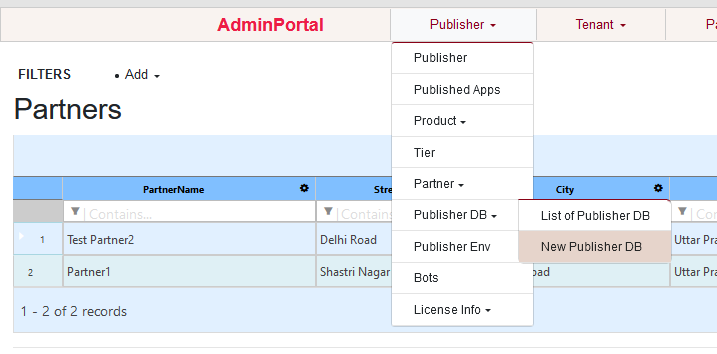 AdminPortal Publisher Tenant Pa
FILTERS Add
Publisher
Partners
Published Apps
Product
Tier
Partner
Publisher DB
Publisher Env
Bots
License Info
List of Publisher DB
New Publisher DB
PartnerName Stre City
Contains... Contains
1 Test Partner2 Delhi Road Uttar Pra
2 Partner1 Shastri Nagar oad Uttar Pra
1 - 2 of 2 records